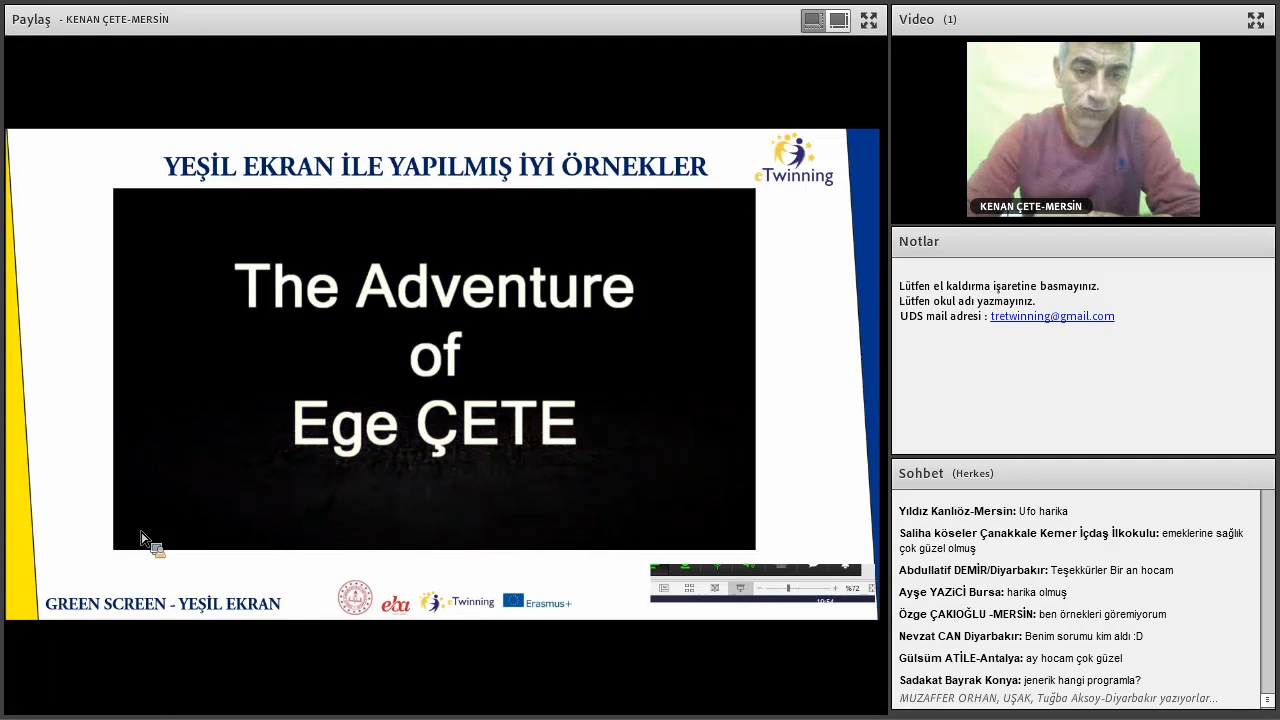 Paylaş - KENAN ÇETE-MERSİN
YEŞİL EKRAN İLE YAPILMIŞ İYİ ÖRNEKLER
eTwinning
The Adventure
of
Ege ÇETE
%72
GREEN SCREEN - YEŞİL EKRAN
eba
eTwinning
Erasmus+
Video (1)
KENAN ÇETE-MERSİN
Notlar
Lütfen el kaldırma işaretine basmayınız.
Lütfen okul adı yazmayınız.
UDS mail adresi : tretwinning@gmail.com
Sohbet (Herkes)
Yıldız Kanlıöz-Mersin: Ufo harika
Saliha köseler Çanakkale Kemer İçdaş İlkokulu: emeklerine sağlık
çok güzel olmuş
Abdullatif DEMİR/Diyarbakır: Teşekkürler Bir an hocam
Ayşe YAZiCİ Bursa: harika olmuş
Özge ÇAKIOĞLU -MERSİN: ben örnekleri göremiyorum
Nevzat CAN Diyarbakır: Benim sorumu kim aldı :D
Gülsüm ATİLE-Antalya: ay hocam çok güzel
Sadakat Bayrak Konya: jenerik hangi programla?
MUZAFFER ORHAN, UŞAK, Tuğba Aksoy-Diyarbakır yazıyorlar...